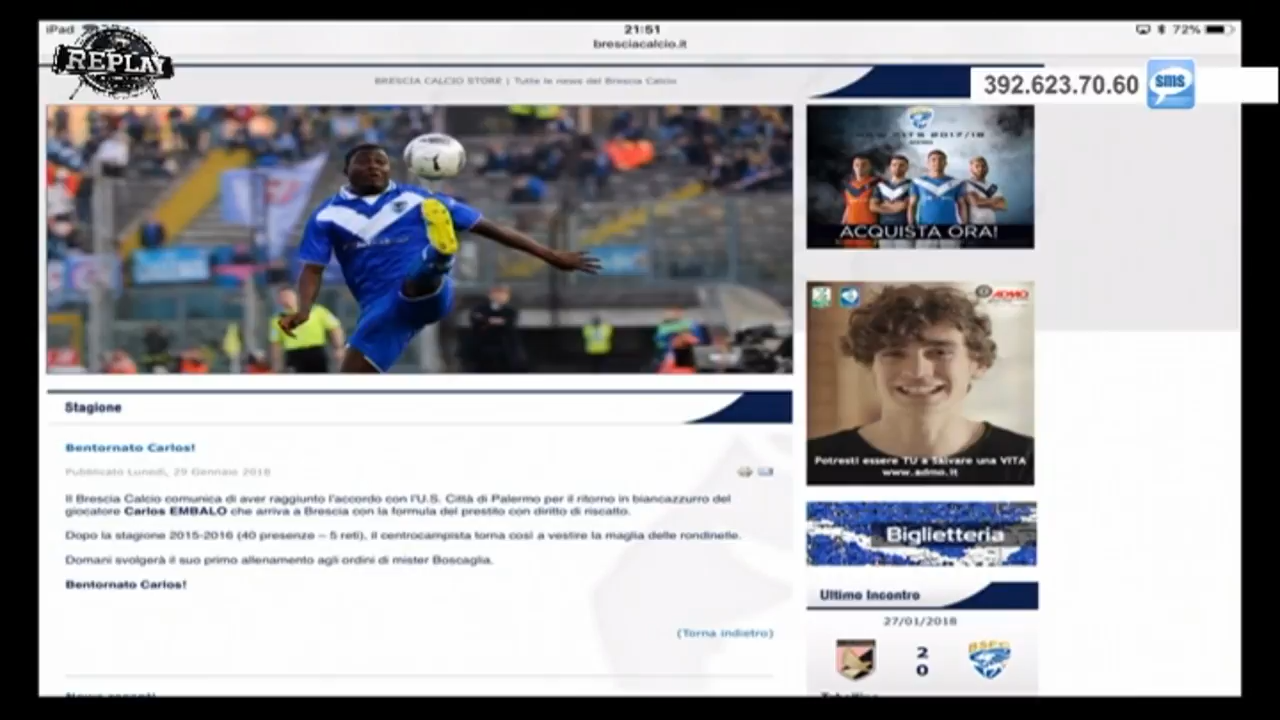 iPad
21:51
72%
bresciacalcio.it
REPLAY
BRESCIA CALCIO STORE | Tutte le news del Brescia Calcio
392.623.70.60
sms
2017/18
ACQUISTA ORA!
ADMO
Potresti essere TU a Salvare una VITA
www.admo.it
Stagione
Bentornato Carlos!
Pubblicato Lunedì, 29 Gennaio 2018
Il Brescia Calcio comunica di aver raggiunto l'accordo con l'U.S. Città di Palermo per il ritorno in biancazzurro del
giocatore Carlos EMBALO che arriva a Brescia con la formula del prestito con diritto di riscatto.
Dopo la stagione 2015-2016 (40 presenze – 5 reti), il centrocampista torna così a vestire la maglia delle rondinelle.
Domani svolgerà il suo primo allenamento agli ordini di mister Boscaglia.
Bentornato Carlos!
(Torna indietro)
Biglietteria
Ultimo Incontro
27/01/2018
2
0
BSFC